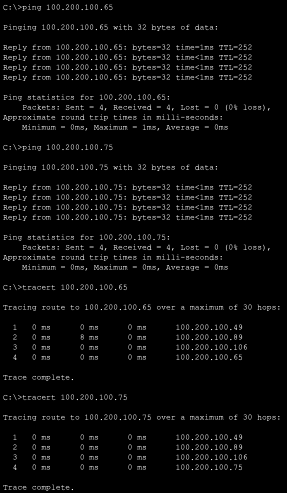 C:\>ping 100.200.100.65
Pinging 100.200.100.65 with 32 bytes of data:
Reply from 100.200.100.65: bytes=32 time=1ms TTL=252
Reply from 100.200.100.65: bytes=32 time<1ms TTL=252
Reply from 100.200.100.65: bytes=32 time<1ms TTL=252
Reply from 100.200.100.65: bytes=32 time<1ms TTL=252
Ping statistics for 100.200.100.65:
Packets: Sent = 4, Received = 4, Lost = 0 (0% loss),
Approximate round trip times in milli-seconds:
Minimum = 0ms, Maximum = 1ms, Average = 0ms
C:\>ping 100.200.100.75
Pinging 100.200.100.75 with 32 bytes of data:
Reply from 100.200.100.75: bytes=32 time<1ms TTL=252
Reply from 100.200.100.75: bytes=32 time<1ms TTL=252
Reply from 100.200.100.75: bytes=32 time<1ms TTL=252
Reply from 100.200.100.75: bytes=32 time<1ms TTL=252
Ping statistics for 100.200.100.75:
Packets: Sent = 4, Received = 4, Lost = 0 (0% loss),
Approximate round trip times in milli-seconds:
Minimum = 0ms, Maximum = 0ms, Average = 0ms
C:\>tracert 100.200.100.65
Tracing route to 100.200.100.65 over a maximum of 30 hops:
1 0 ms 0 ms 0 ms 100.200.100.49
2 0 ms 8 ms 0 ms 100.200.100.89
3 0 ms 0 ms 0 ms 100.200.100.106
4 0 ms 0 ms 0 ms 100.200.100.65
Trace complete.
C:\>tracert 100.200.100.75
Tracing route to 100.200.100.75 over a maximum of 30 hops:
1 0 ms 0 ms 0 ms 100.200.100.49
2 0 ms 0 ms 0 ms 100.200.100.89
3 0 ms 0 ms 0 ms 100.200.100.106
4 0 ms 0 ms 0 ms 100.200.100.75
Trace complete.